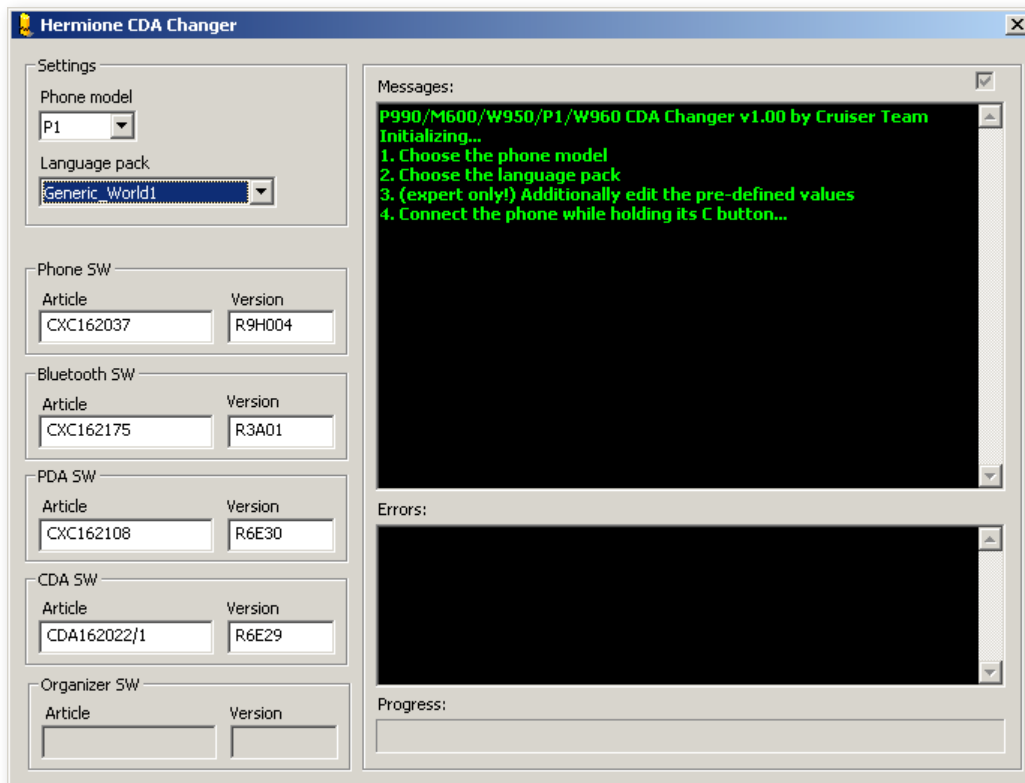 Hermione CDA Changer
Settings
Phone model
P1
Language pack
Generic_World1
Phone SW
Article Version
CXC162037 R9H004
Bluetooth SW
Article Version
CXC162175 R3A01
PDA SW
Article Version
CXC162108 R6E30
CDA SW
Article Version
CDA162022/1 R6E29
Organizer SW
Article Version
Messages:
P990/M600/W950/P1/W960 CDA Changer v1.00 by Cruiser Team
Initializing...
1. Choose the phone model
2. Choose the language pack
3. (expert only!) Additionally edit the pre-defined values
4. Connect the phone while holding its C button...
Errors:
Progress: